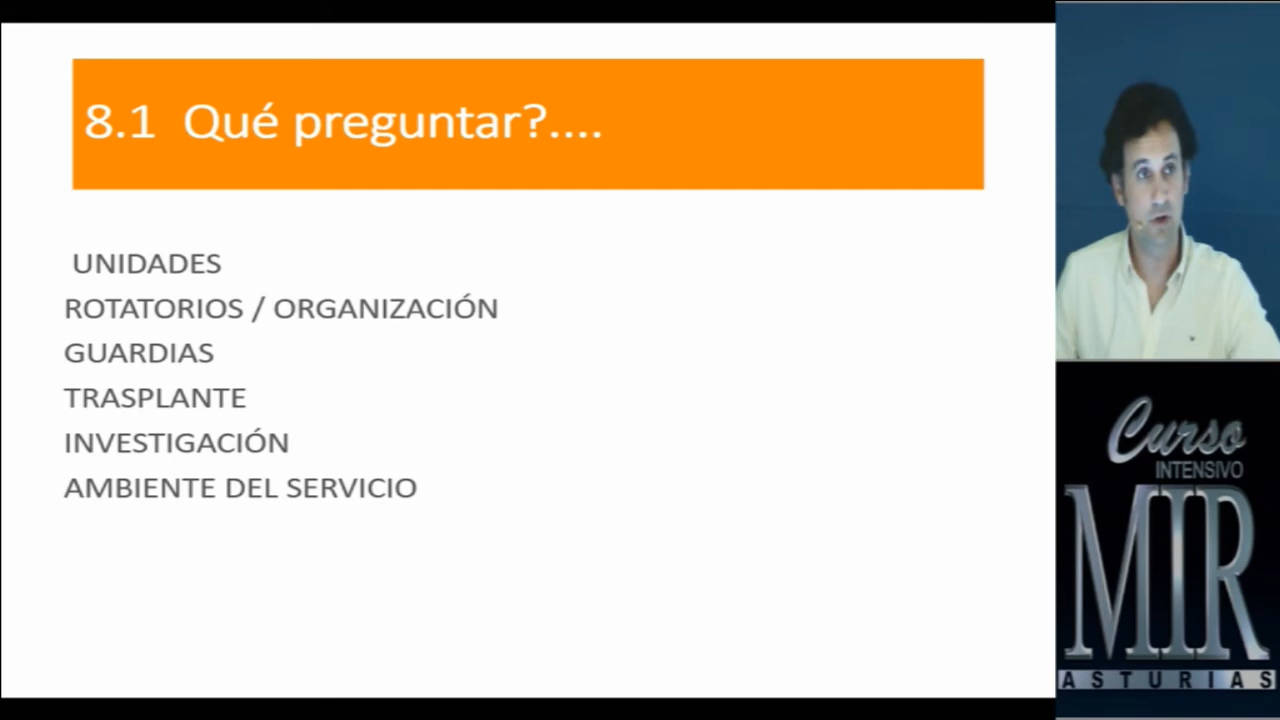 8.1 Qué preguntar?....
UNIDADES
ROTATORIOS / ORGANIZACIÓN
GUARDIAS
TRASPLANTE
INVESTIGACIÓN
AMBIENTE DEL SERVICIO
Curso
INTENSIVO
MIR
ASTURIAS